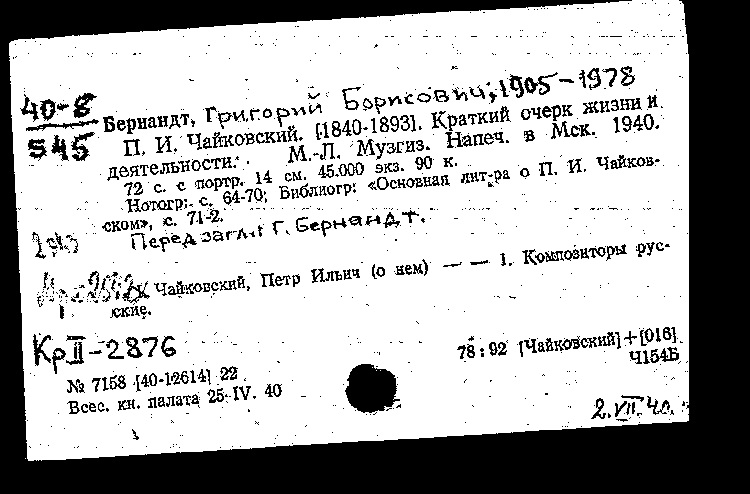 40-8
545
Бернандт, Григорий Борисович, 1905-1978
П. И. Чайковский. [1840-1893]. Краткий очерк жизни и
деятельности. М.-Л. Музгиз. Напеч. в Мск. 1940.
72 с. с портр. 14 см. 45.000 экз. 90 к.
Нотогр: с. 64-70; Библиогр: «Основная лит-ра о П. И. Чайков-
ском», с. 71-2.
Перед загл: Г. Бернандт.
Чайковский, Петр Ильич (о нем) — — 1. Композиторы рус-
ские.
Кр II-2876
78:92 [Чайковский]+[016]
Ч154Б
№ 7158 [40-12614] 22
Всес. кн. палата 25-IV. 40
2.VII.40.